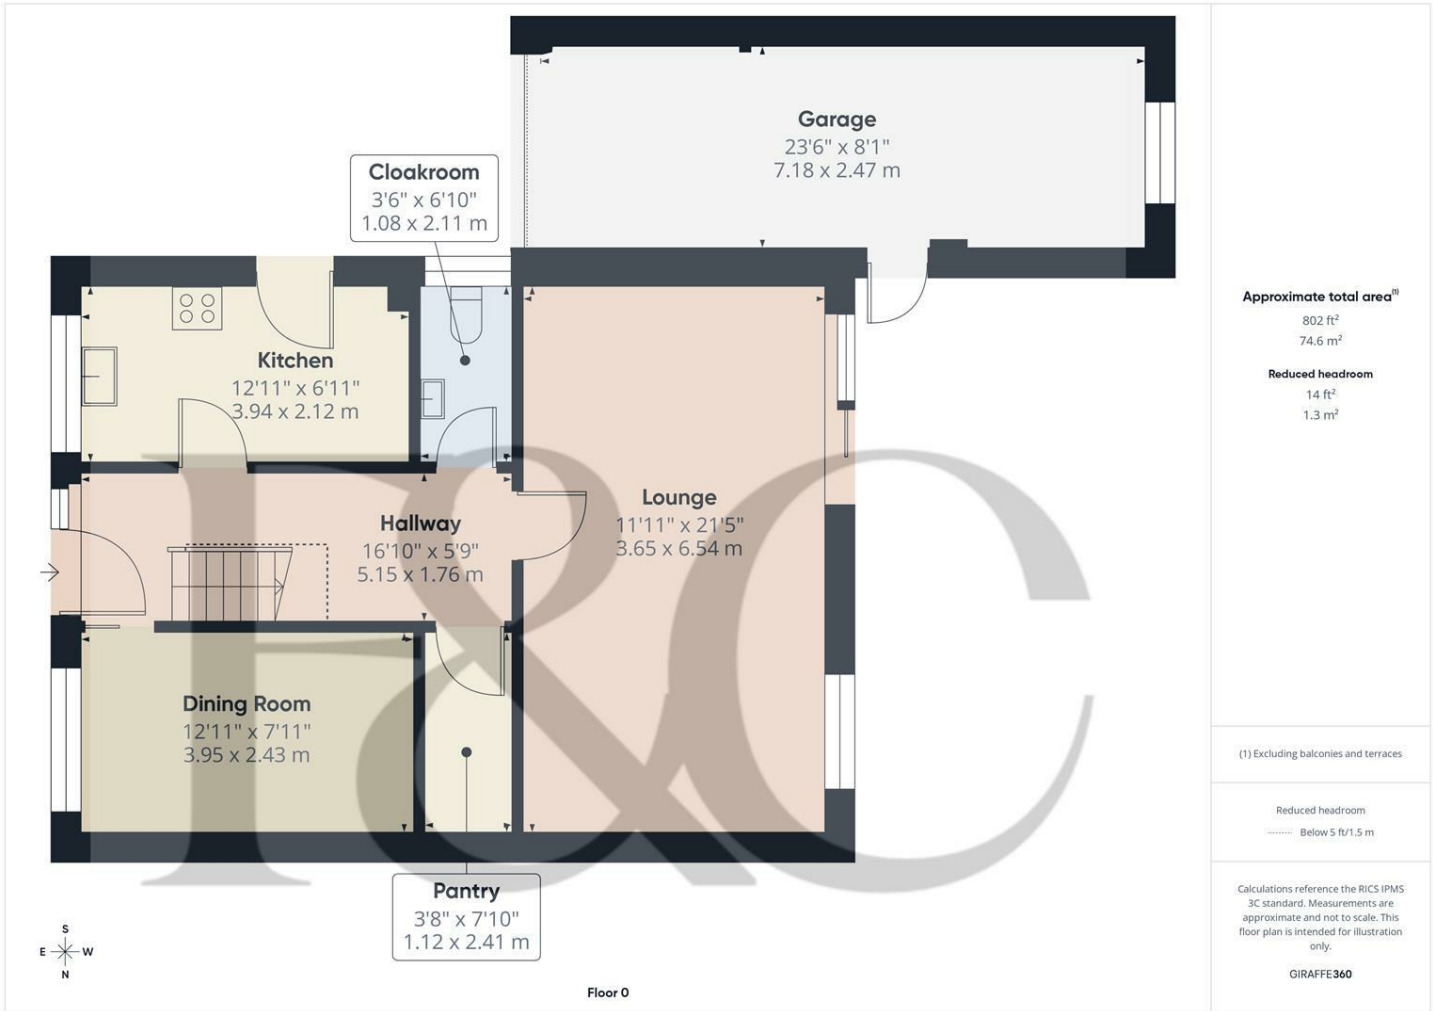 Garage
23'6" x 8'1"
7.18 x 2.47 m
Cloakroom
3'6" x 6'10"
1.08 x 2.11 m
Kitchen
12'11" x 6'11"
3.94 x 2.12 m
Hallway
16'10" x 5'9"
5.15 x 1.76 m
Lounge
11'11" x 21'5"
3.65 x 6.54 m
Dining Room
12'11" x 7'11"
3.95 x 2.43 m
Pantry
3'8" x 7'10"
1.12 x 2.41 m
F&C
S
E W
N
Floor 0
Approximate total area(1)
802 ft²
74.6 m²
Reduced headroom
14 ft²
1.3 m²
(1) Excluding balconies and terraces
Reduced headroom
Below 5 ft/1.5 m
Calculations reference the RICS IPMS
3C standard. Measurements are
approximate and not to scale. This
floor plan is intended for illustration
only.
GIRAFFE360